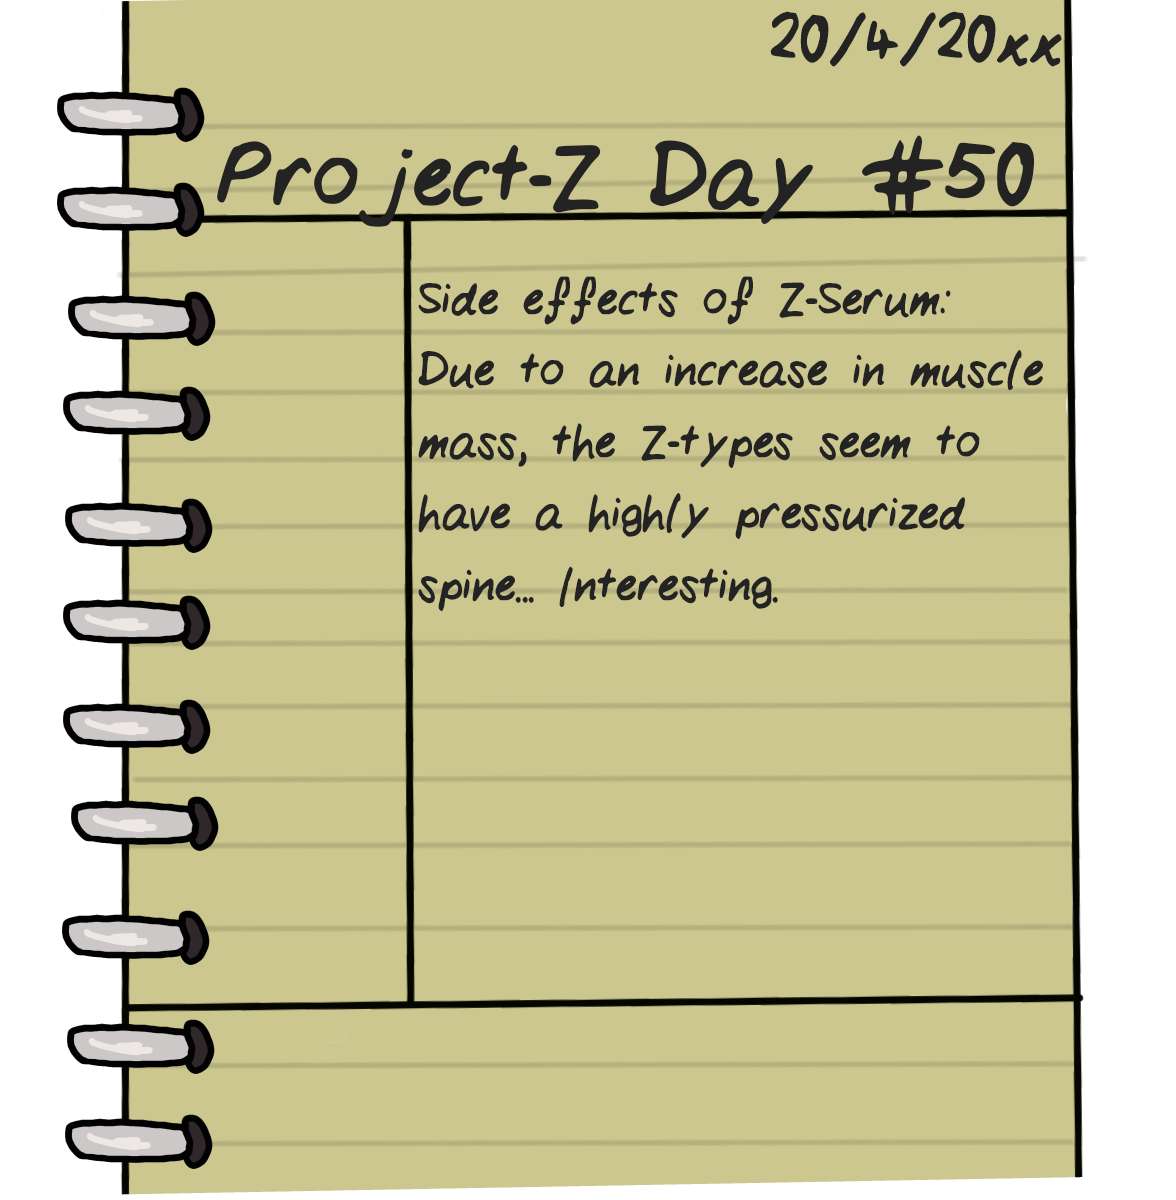 20/4/20xx
Project-Z Day #50
Side effects of Z-Serum:
Due to an increase in muscle
mass, the Z-types seem to
have a highly pressurized
spine... Interesting.